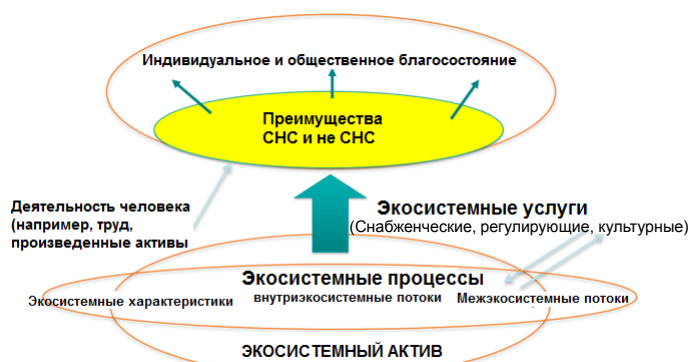 Индивидуальное и общественное благосостояние
Преимущества
СНС и не СНС
Деятельность человека
(например, труд,
произведенные активы
Экосистемные услуги
(Снабженческие, регулирующие, культурные)
Экосистемные процессы
Экосистемные характеристики
внутриэкосистемные потоки
Межэкосистемные потоки
ЭКОСИСТЕМНЫЙ АКТИВ